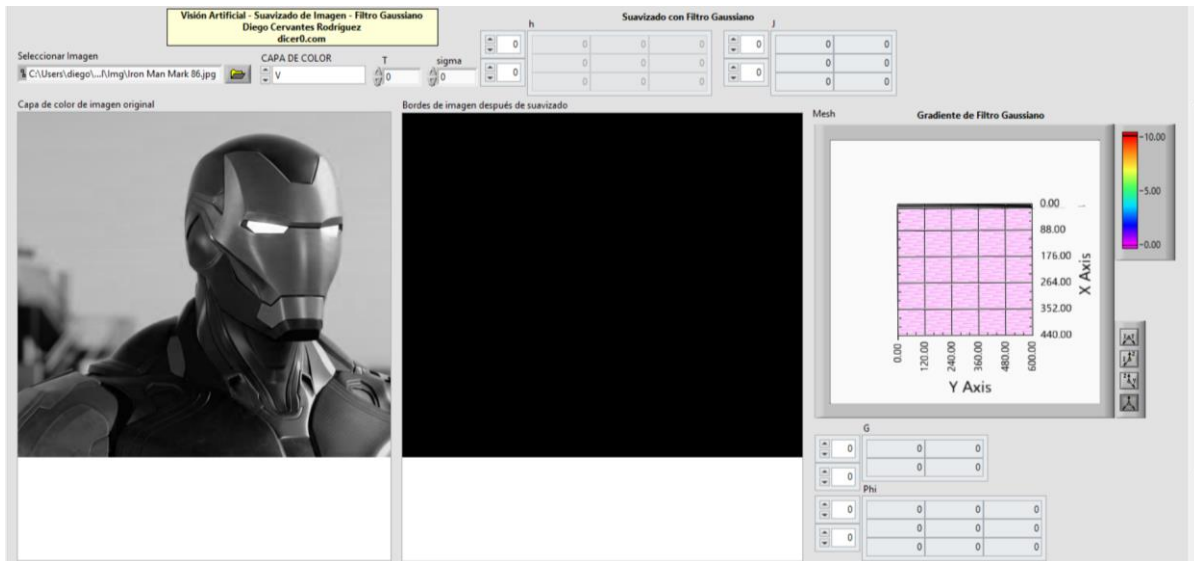 Visión Artificial - Suavizado de Imagen - Filtro Gaussiano
Diego Cervantes Rodríguez
dicer0.com
Seleccionar Imagen
C:\Users\diego\...I\Img\Iron Man Mark 86.jpg
CAPA DE COLOR
V
T
0
sigma
0
Suavizado con Filtro Gaussiano
h
0
0
0 0 0
0 0 0
0 0 0
J
0
0
0 0
0 0
0 0
Capa de color de imagen original
Bordes de imagen después de suavizado
Mesh
Gradiente de Filtro Gaussiano
10.00
5.00
0.00
0.00
88.00
176.00
264.00
352.00
440.00
X Axis
0.00
120.00
240.00
360.00
480.00
600.00
Y Axis
G
0
0
0 0
0 0
Phi
0
0
0 0 0
0 0 0
0 0 0